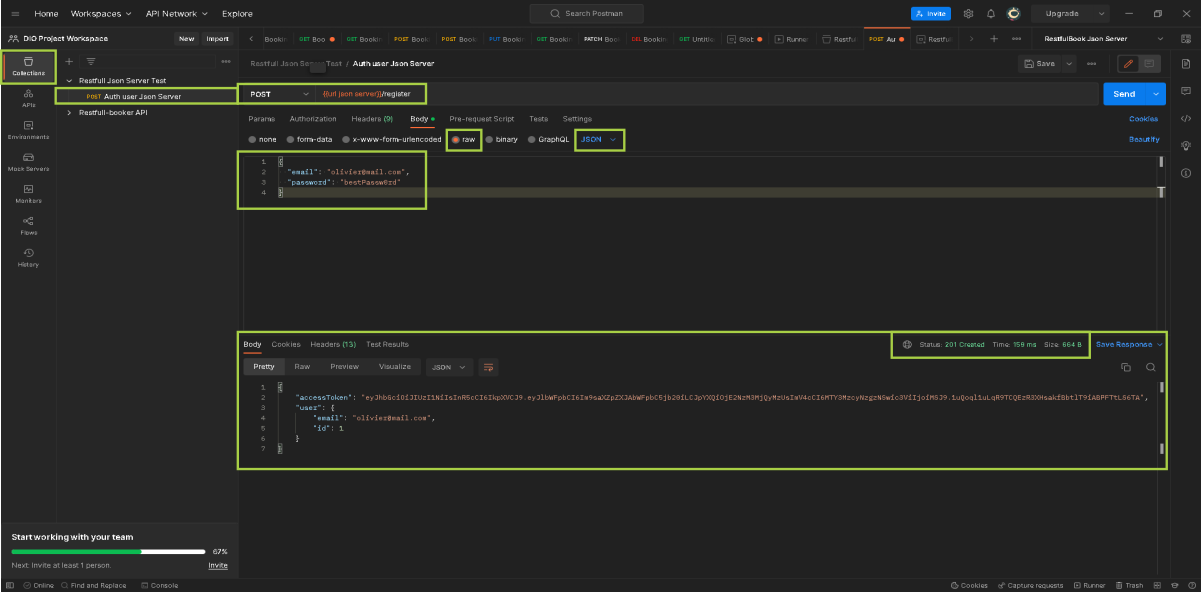 Home Workspaces API Network Explore Search Postman Invite Upgrade
DIO Project Workspace New Import GET Boo GET Bookin POST Book POST Book PUT Bookin GET Bookin PATCH Boo DEL Bookin GET Untitle Glob Runner Restful POST Au Restful RestfulBook Json Server
Collections
APIs
Environments
Mock Servers
Monitors
Flows
History
Restfull Json Server Test
POST Auth user Json Server
Restfull-booker API
Restfull Json Server Test / Auth user Json Server Save
POST {{url json server}}/register Send
Params Authorization Headers (9) Body Pre-request Script Tests Settings Cookies
none form-data x-www-form-urlencoded raw binary GraphQL JSON Beautify
1 {
2 "email": "olivier@mail.com",
3 "password": "bestPassw0rd"
4 }
Body Cookies Headers (13) Test Results Status: 201 Created Time: 159 ms Size: 664 B Save Response
Pretty Raw Preview Visualize JSON
1 {
2 "accessToken":
3 "user": {
4 "email": "olivier@mail.com",
5 "id": 1
6 }
7 }
Start working with your team
67%
Next: Invite at least 1 person. Invite
Online Find and Replace Console Cookies Capture requests Runner Trash